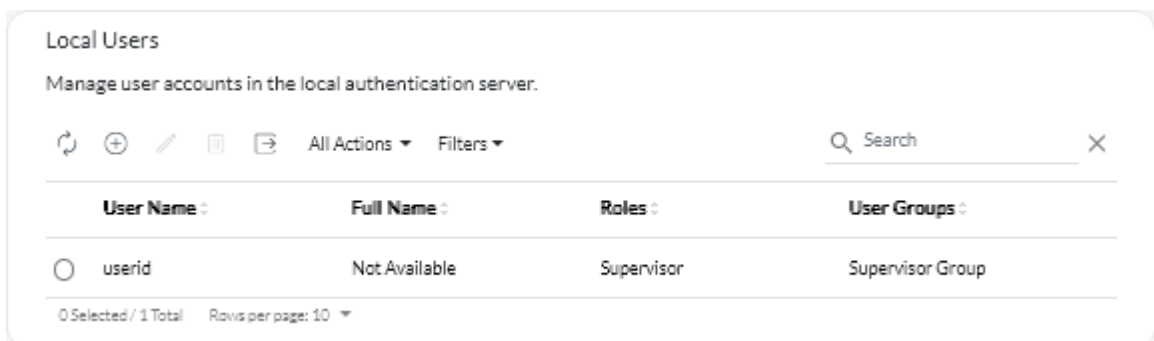 Local Users
Manage user accounts in the local authentication server.
All Actions Filters Search
User Name Full Name Roles User Groups
userid Not Available Supervisor Supervisor Group
0 Selected / 1 Total Rows per page: 10